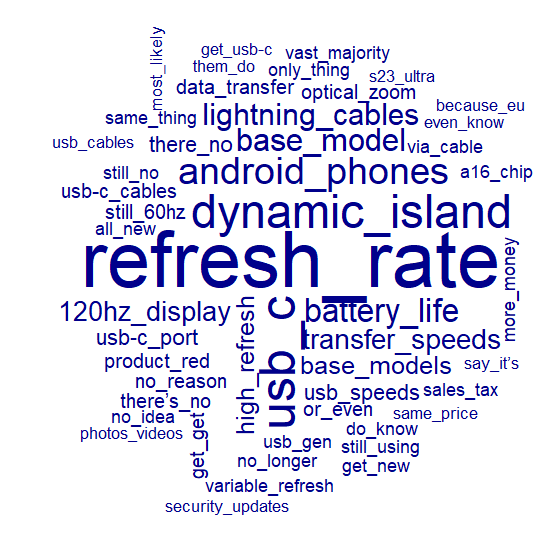 most_likely
get_usb-c
vast_majority
them_do
only_thing
s23_ultra
data_transfer
optical_zoom
same_thing
lightning_cables
because_eu
even_know
usb_cables
there_no
base_model
via_cable
still_no
android_phones
a16_chip
usb-c_cables
still_60hz
dynamic_island
all_new
refresh_rate
more_money
120hz_display
high_refresh
usb_c
battery_life
usb-c_port
transfer_speeds
product_red
base_models
say_it’s
no_reason
usb_speeds
sales_tax
there’s_no
or_even
no_idea
same_price
photos_videos
get_get
do_know
usb_gen
still_using
no_longer
get_new
variable_refresh
security_updates